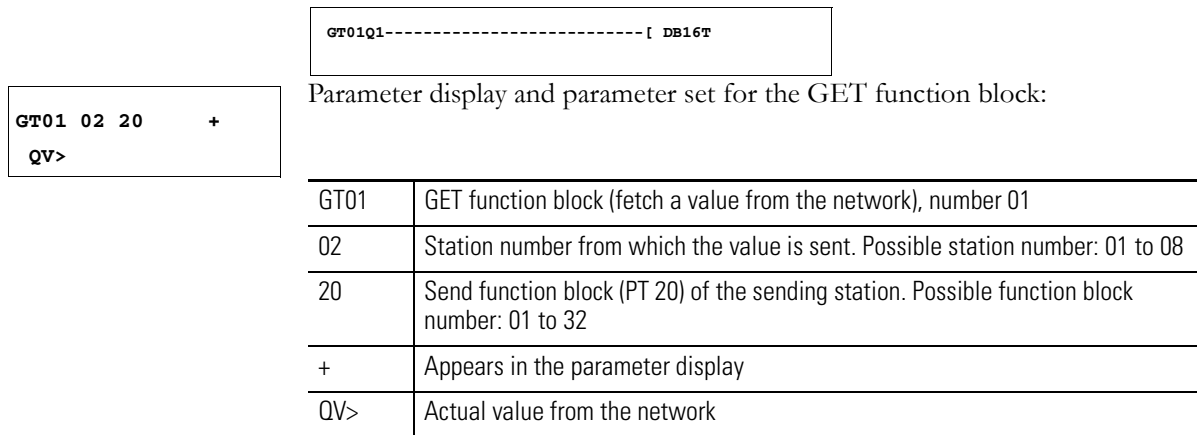 GT01Q1---------------------------[ DB16T
Parameter display and parameter set for the GET function block:
GT01 02 20 +
QV>
GT01 GET function block (fetch a value from the network), number 01
02 Station number from which the value is sent. Possible station number: 01 to 08
20 Send function block (PT 20) of the sending station. Possible function block
number: 01 to 32
+ Appears in the parameter display
QV> Actual value from the network